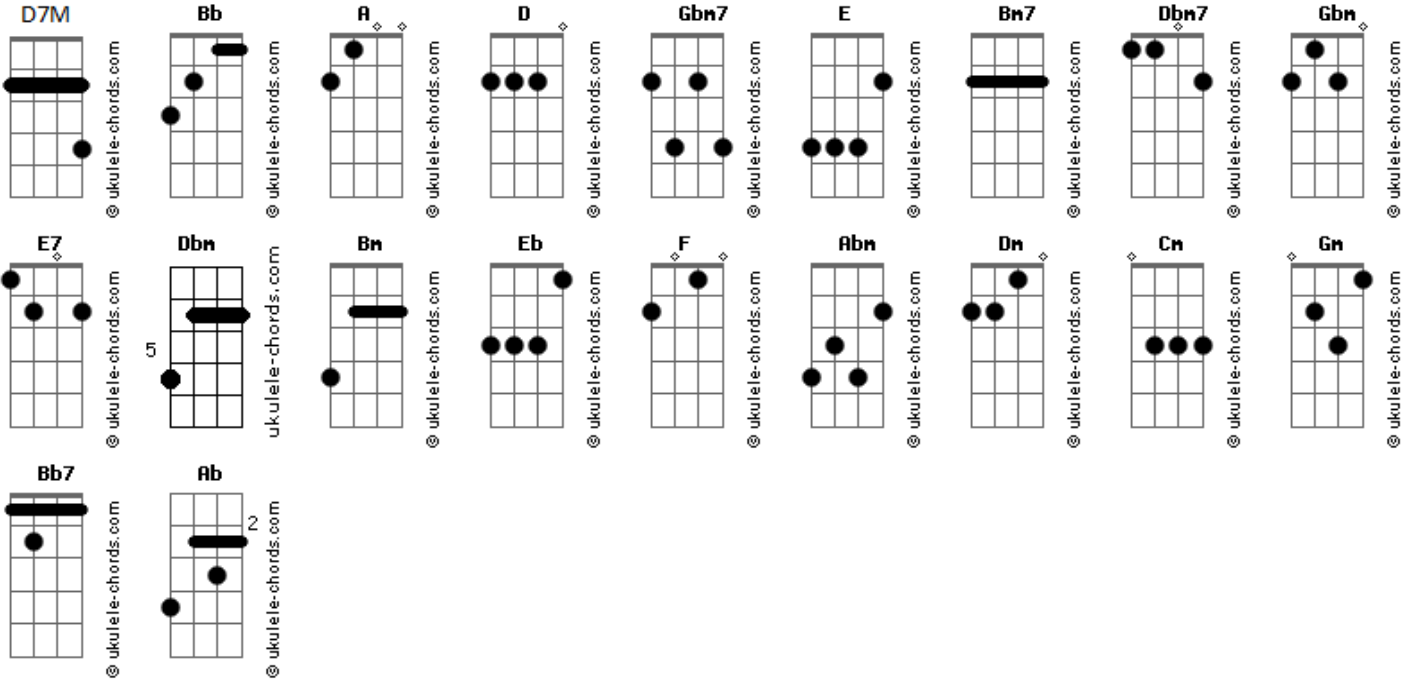 D7M Bb A D Gbm7 E Bm7 Dbm7 Gbm
© ukulele-chords.com © ukulele-chords.com © ukulele-chords.com © ukulele-chords.com © ukulele-chords.com © ukulele-chords.com © ukulele-chords.com © ukulele-chords.com © ukulele-chords.com
E7 Dbm Bm Eb F Abm Dm Cm Gm
5
© ukulele-chords.com ukulele-chords.com © ukulele-chords.com © ukulele-chords.com © ukulele-chords.com © ukulele-chords.com © ukulele-chords.com © ukulele-chords.com © ukulele-chords.com
Bb7 Ab
2
© ukulele-chords.com © ukulele-chords.com